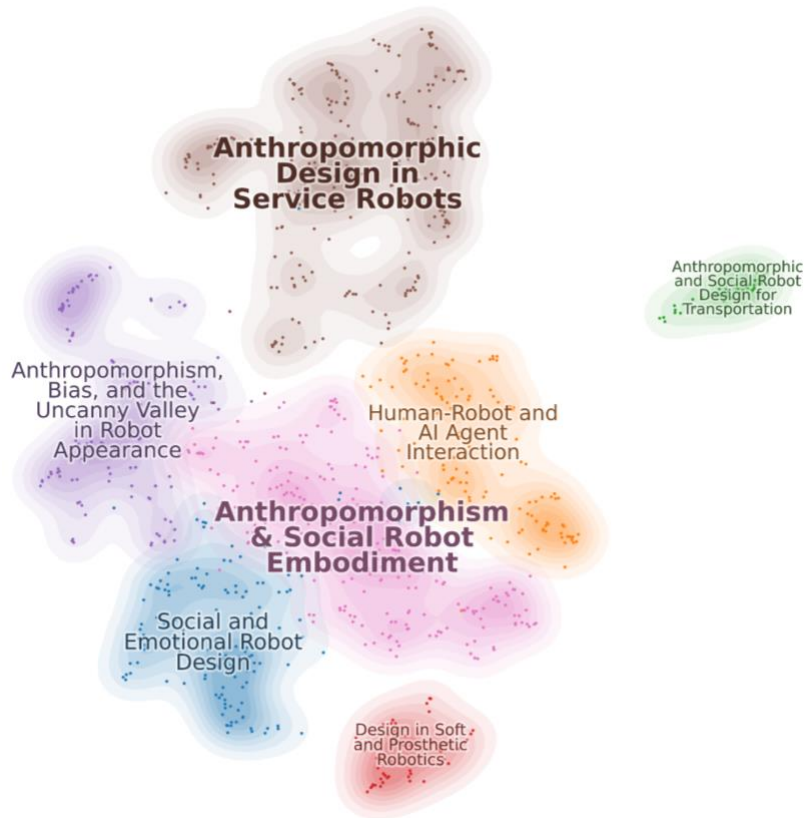 Anthropomorphic
Design in
Service Robots
Anthropomorphic
and Social Robot
Design for
Transportation
Anthropomorphism,
Bias, and the
Uncanny Valley
in Robot
Appearance
Human-Robot and
AI Agent
Interaction
Anthropomorphism
& Social Robot
Embodiment
Social and
Emotional Robot
Design
Design in Soft
and Prosthetic
Robotics